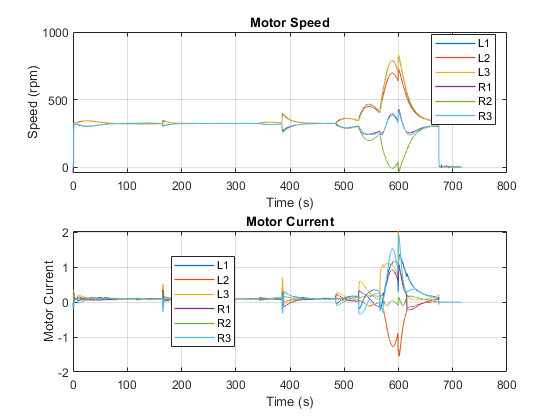 Motor Speed
1000
500
0
Speed (rpm)
L1
L2
L3
R1
R2
R3
0 100 200 300 400 500 600 700 800
Time (s)
Motor Current
2
1
0
-1
-2
Motor Current
L1
L2
L3
R1
R2
R3
0 100 200 300 400 500 600 700 800
Time (s)